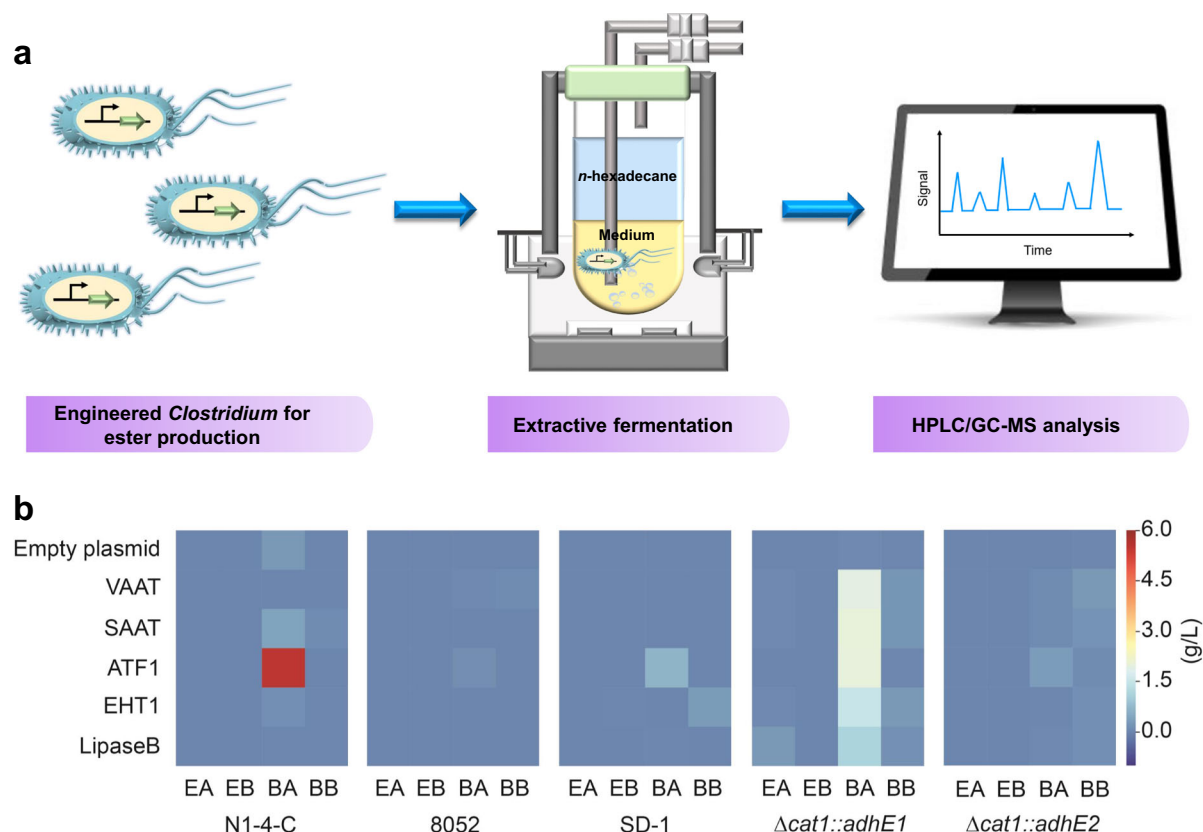 a
n-hexadecane
Medium
Signal
Time
Engineered Clostridium for
ester production
Extractive fermentation
HPLC/GC-MS analysis
b
Empty plasmid
VAAT
SAAT
ATF1
EHT1
LipaseB
EA EB BA BB
EA EB BA BB
EA EB BA BB
EA EB BA BB
EA EB BA BB
N1-4-C
8052
SD-1
Δcat1::adhE1
Δcat1::adhE2
6.0
4.5
3.0
1.5
0.0
(g/L)